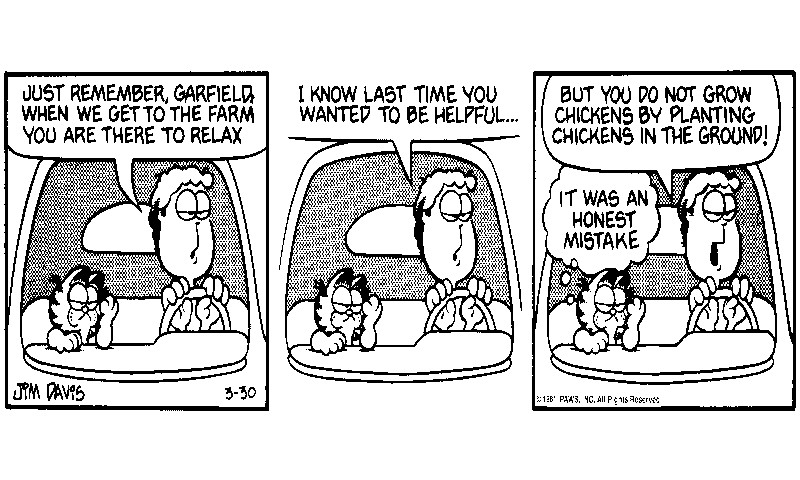 JUST REMEMBER, GARFIELD,
WHEN WE GET TO THE FARM
YOU ARE THERE TO RELAX
JIM DAVIS
3-30
I KNOW LAST TIME YOU
WANTED TO BE HELPFUL...
BUT YOU DO NOT GROW
CHICKENS BY PLANTING
CHICKENS IN THE GROUND!
IT WAS AN
HONEST
MISTAKE
©1981 PAWS, INC. All Rights Reserved